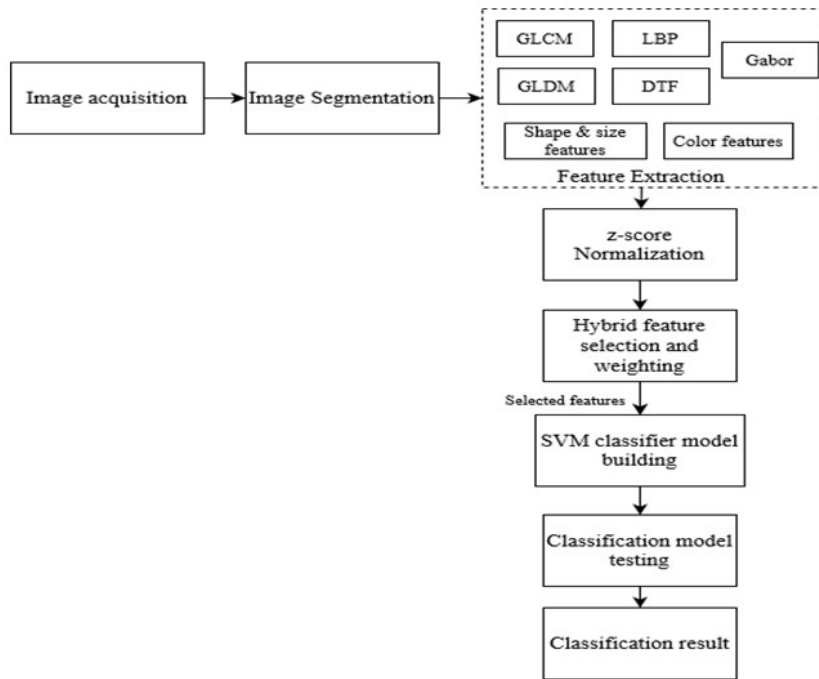 GLCM
LBP
Gabor
Image acquisition
Image Segmentation
GLDM
DTF
Shape & size
features
Color features
Feature Extraction
z-score
Normalization
Hybrid feature
selection and
weighting
Selected features
SVM classifier model
building
Classification model
testing
Classification result